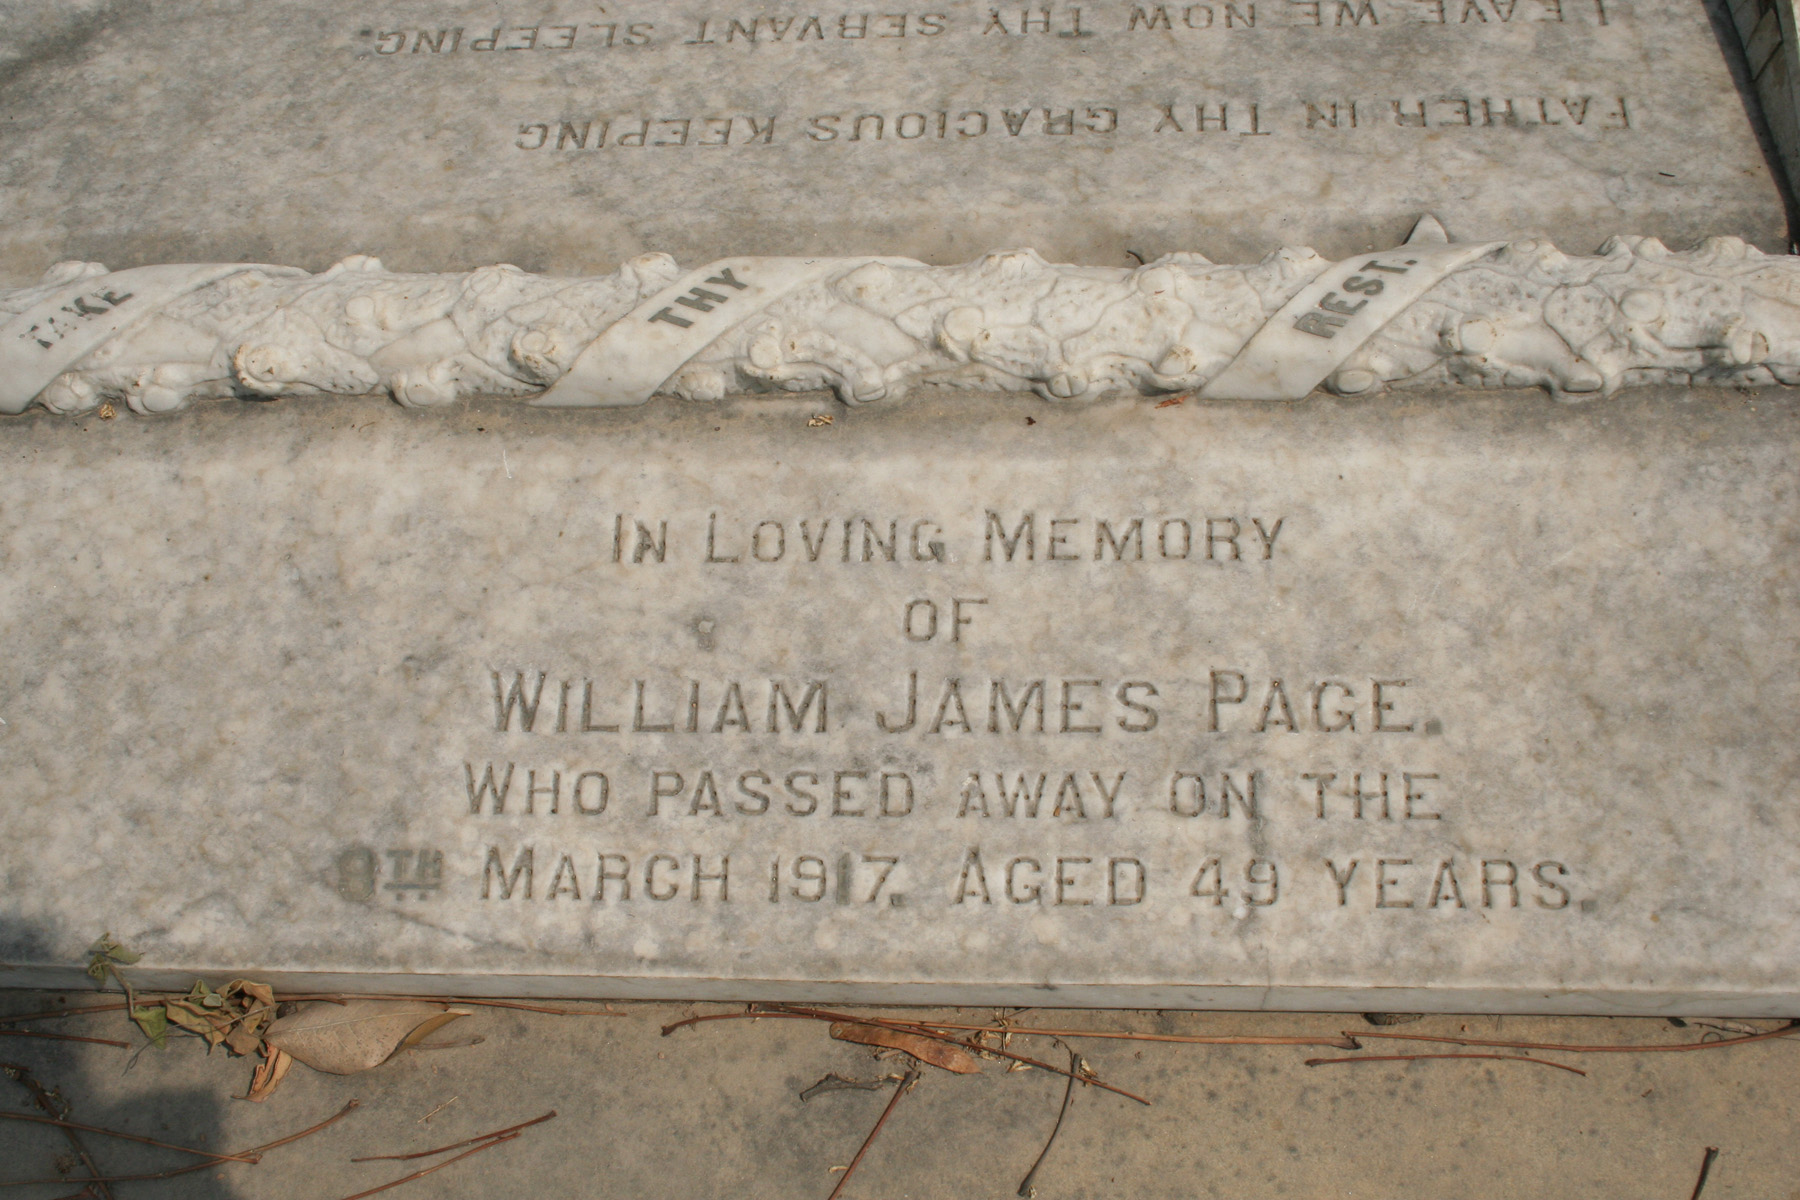 FATHER IN THY GRACIOUS KEEPING
LEAVE WE NOW THY SERVANT SLEEPING.
TAKE THY REST.
IN LOVING MEMORY
OF
WILLIAM JAMES PAGE.
WHO PASSED AWAY ON THE
MARCH 1917. AGED 49 YEARS.